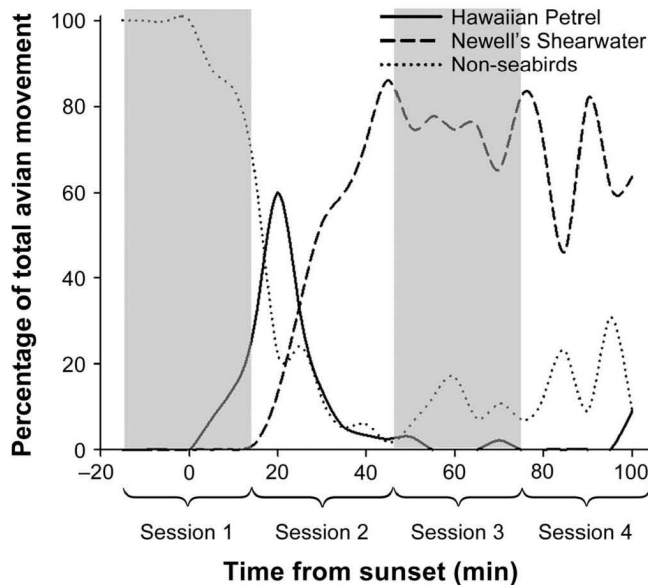 Hawaiian Petrel
Newell's Shearwater
Non-seabirds
Percentage of total avian movement
100
80
60
40
20
0
–20 0 20 40 60 80 100
Session 1 Session 2 Session 3 Session 4
Time from sunset (min)